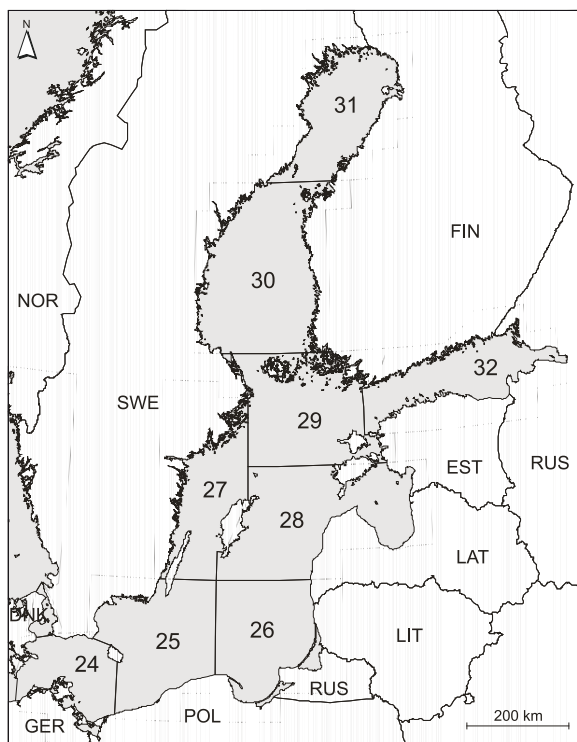 N
31
FIN
30
NOR
32
SWE
29
EST
RUS
27
28
LAT
DNK
25
26
LIT
24
RUS
POL
GER
200 km